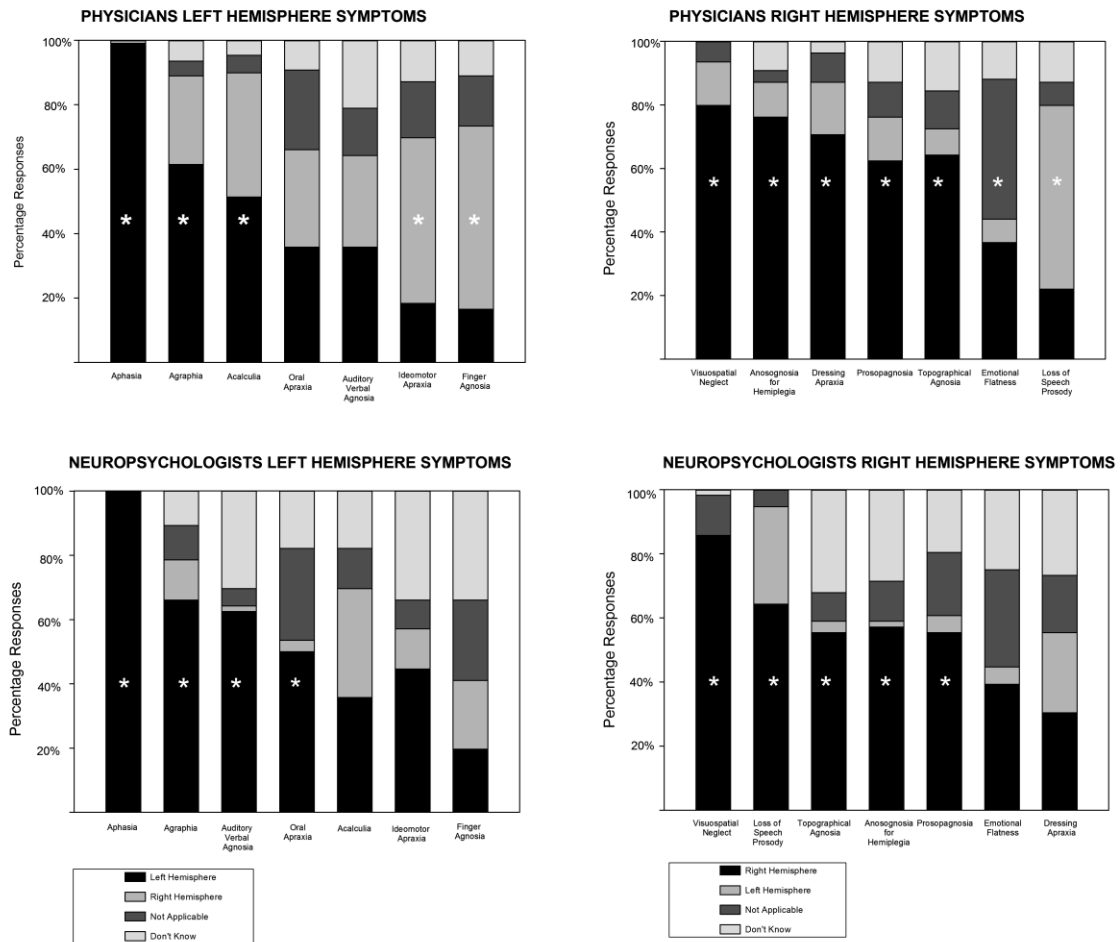 PHYSICIANS LEFT HEMISPHERE SYMPTOMS
Percentage Responses
100%
80%
60%
40%
20%
*
*
*
*
*
Aphasia
Agraphia
Acalculia
Oral
Apraxia
Auditory
Verbal
Agnosia
Ideomotor
Apraxia
Finger
Agnosia
PHYSICIANS RIGHT HEMISPHERE SYMPTOMS
Percentage Responses
100%
80%
60%
40%
20%
*
*
*
*
*
*
*
Visuospatial
Neglect
Anosognosia
for
Hemiplegia
Dressing
Apraxia
Prosopagnosia
Topographical
Agnosia
Emotional
Flatness
Loss of
Speech
Prosody
NEUROPSYCHOLOGISTS LEFT HEMISPHERE SYMPTOMS
Percentage Responses
100%
80%
60%
40%
20%
*
*
*
*
Aphasia
Agraphia
Auditory
Verbal
Agnosia
Oral
Apraxia
Acalculia
Ideomotor
Apraxia
Finger
Agnosia
Left Hemisphere
Right Hemisphere
Not Applicable
Don't Know
NEUROPSYCHOLOGISTS RIGHT HEMISPHERE SYMPTOMS
Percentage Responses
100%
80%
60%
40%
20%
*
*
*
*
*
Visuospatial
Neglect
Loss of
Speech
Prosody
Topographical
Agnosia
Anosognosia
for
Hemiplegia
Prosopagnosia
Emotional
Flatness
Dressing
Apraxia
Right Hemisphere
Left Hemisphere
Not Applicable
Don't Know